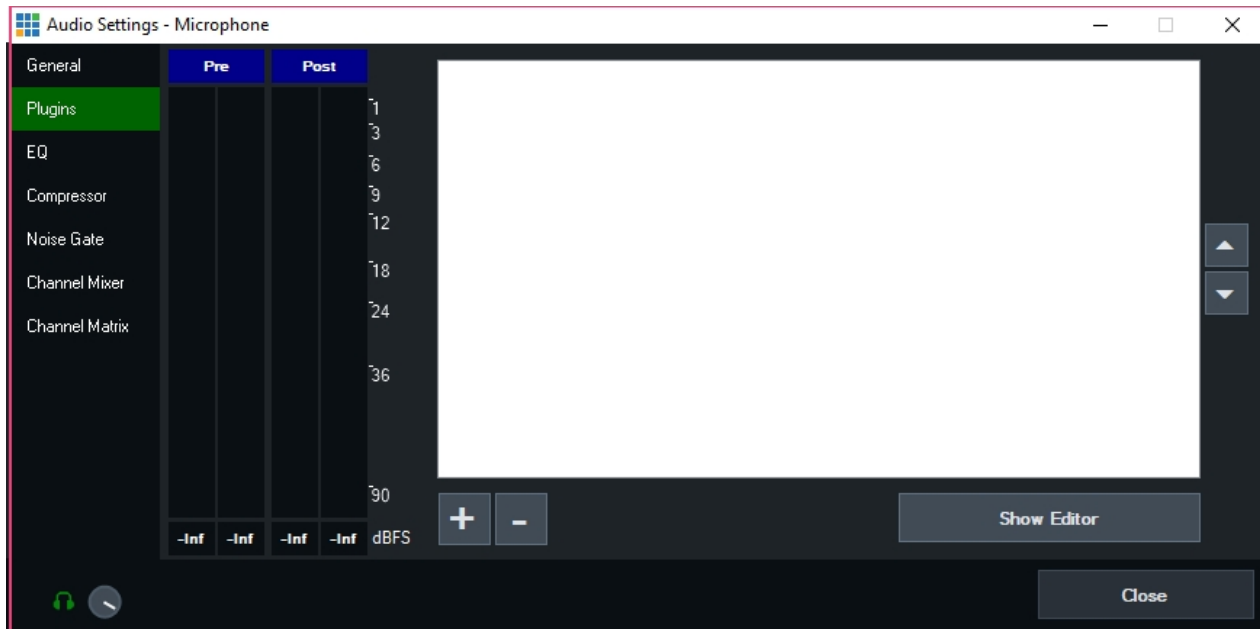 Audio Settings - Microphone
General
Plugins
EQ
Compressor
Noise Gate
Channel Mixer
Channel Matrix
Pre Post
1
3
6
9
12
18
24
36
90
-Inf -Inf -Inf -Inf dBFS
+ -
Show Editor
Close